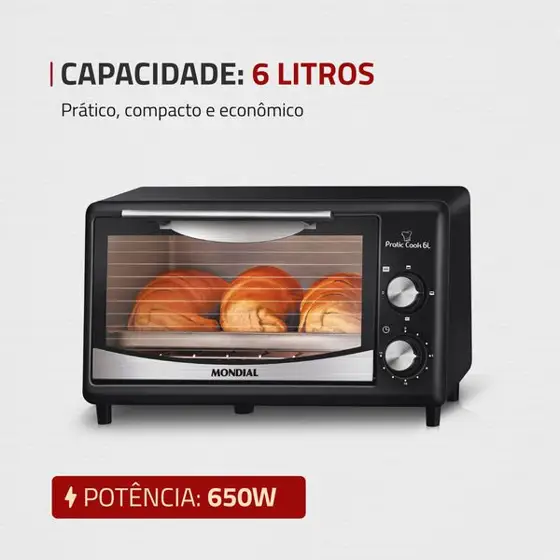 CAPACIDADE: 6 LITROS
Prático, compacto e econômico
Pratic Cook 6L
MONDIAL
POTÊNCIA: 650W